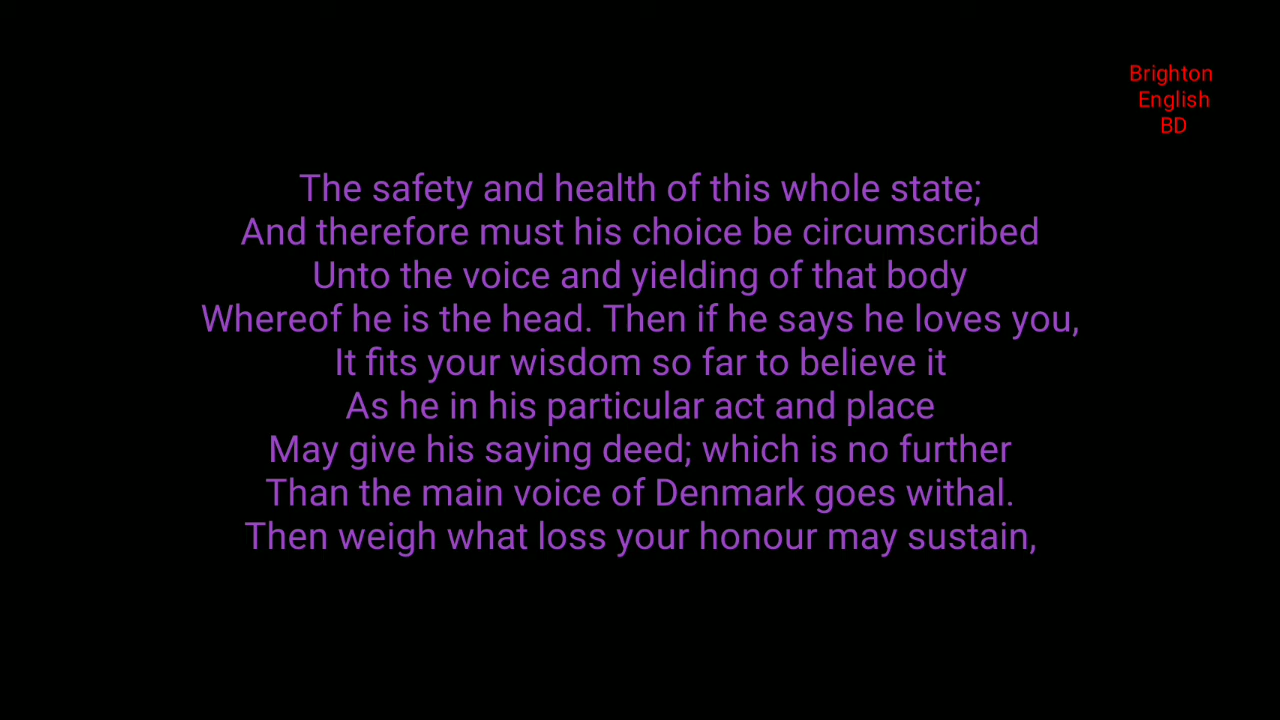 Brighton
English
BD
The safety and health of this whole state;
And therefore must his choice be circumscribed
Unto the voice and yielding of that body
Whereof he is the head. Then if he says he loves you,
It fits your wisdom so far to believe it
As he in his particular act and place
May give his saying deed; which is no further
Than the main voice of Denmark goes withal.
Then weigh what loss your honour may sustain,